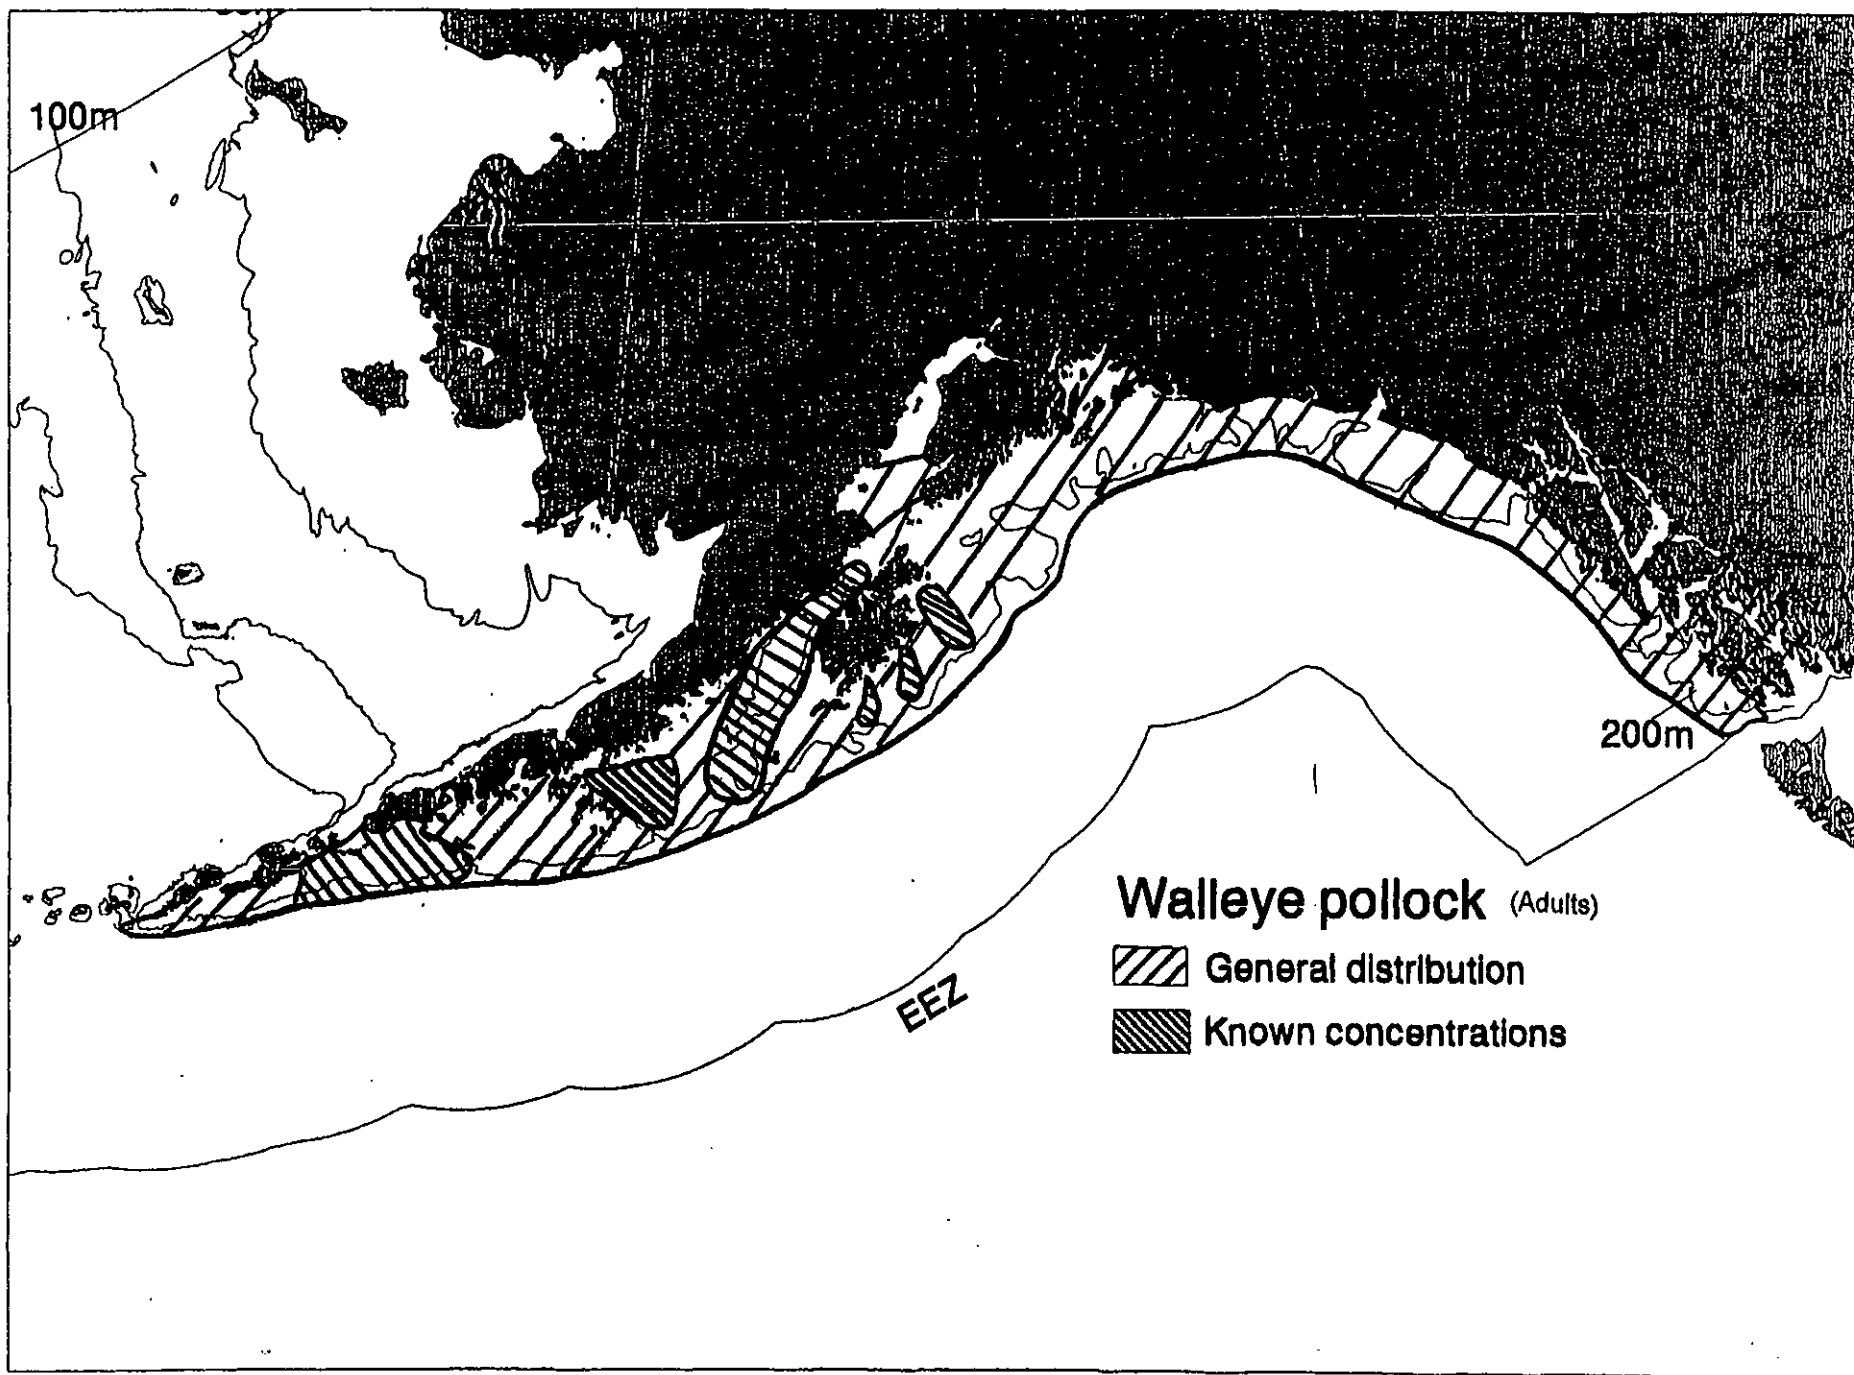 100m
200m
Walleye pollock (Adults)
General distribution
EEZ
Known concentrations